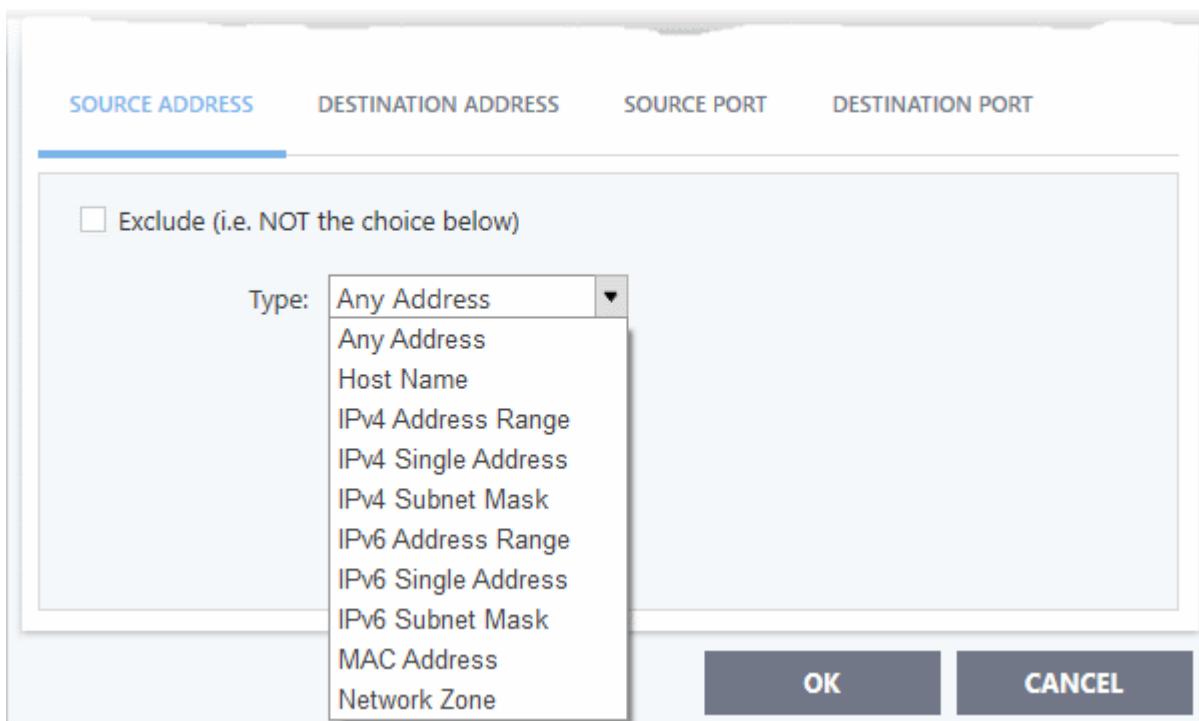 SOURCE ADDRESS DESTINATION ADDRESS SOURCE PORT DESTINATION PORT
Exclude (i.e. NOT the choice below)
Type: Any Address
Any Address
Host Name
IPv4 Address Range
IPv4 Single Address
IPv4 Subnet Mask
IPv6 Address Range
IPv6 Single Address
IPv6 Subnet Mask
MAC Address
Network Zone
OK CANCEL